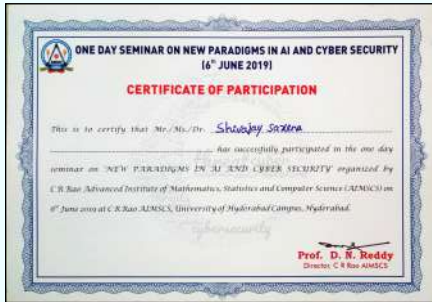 ONE DAY SEMINAR ON NEW PARADIGMS IN AI AND CYBER SECURITY
(6th JUNE 2019)
CERTIFICATE OF PARTICIPATION
This is to certify that Mr./Ms./Dr. Shivajay Saxena
has successfully participated in the one day
seminar on 'NEW PARADIGMS IN AI AND CYBER SECURITY' organized by
C R Rao Advanced Institute of Mathematics, Statistics and Computer Science (AIMSCS) on
6th June 2019 at C R Rao AIMSCS, University of Hyderabad Campus, Hyderabad.
cybersecurity
Prof. D. N. Reddy
Director, C R Rao AIMSCS